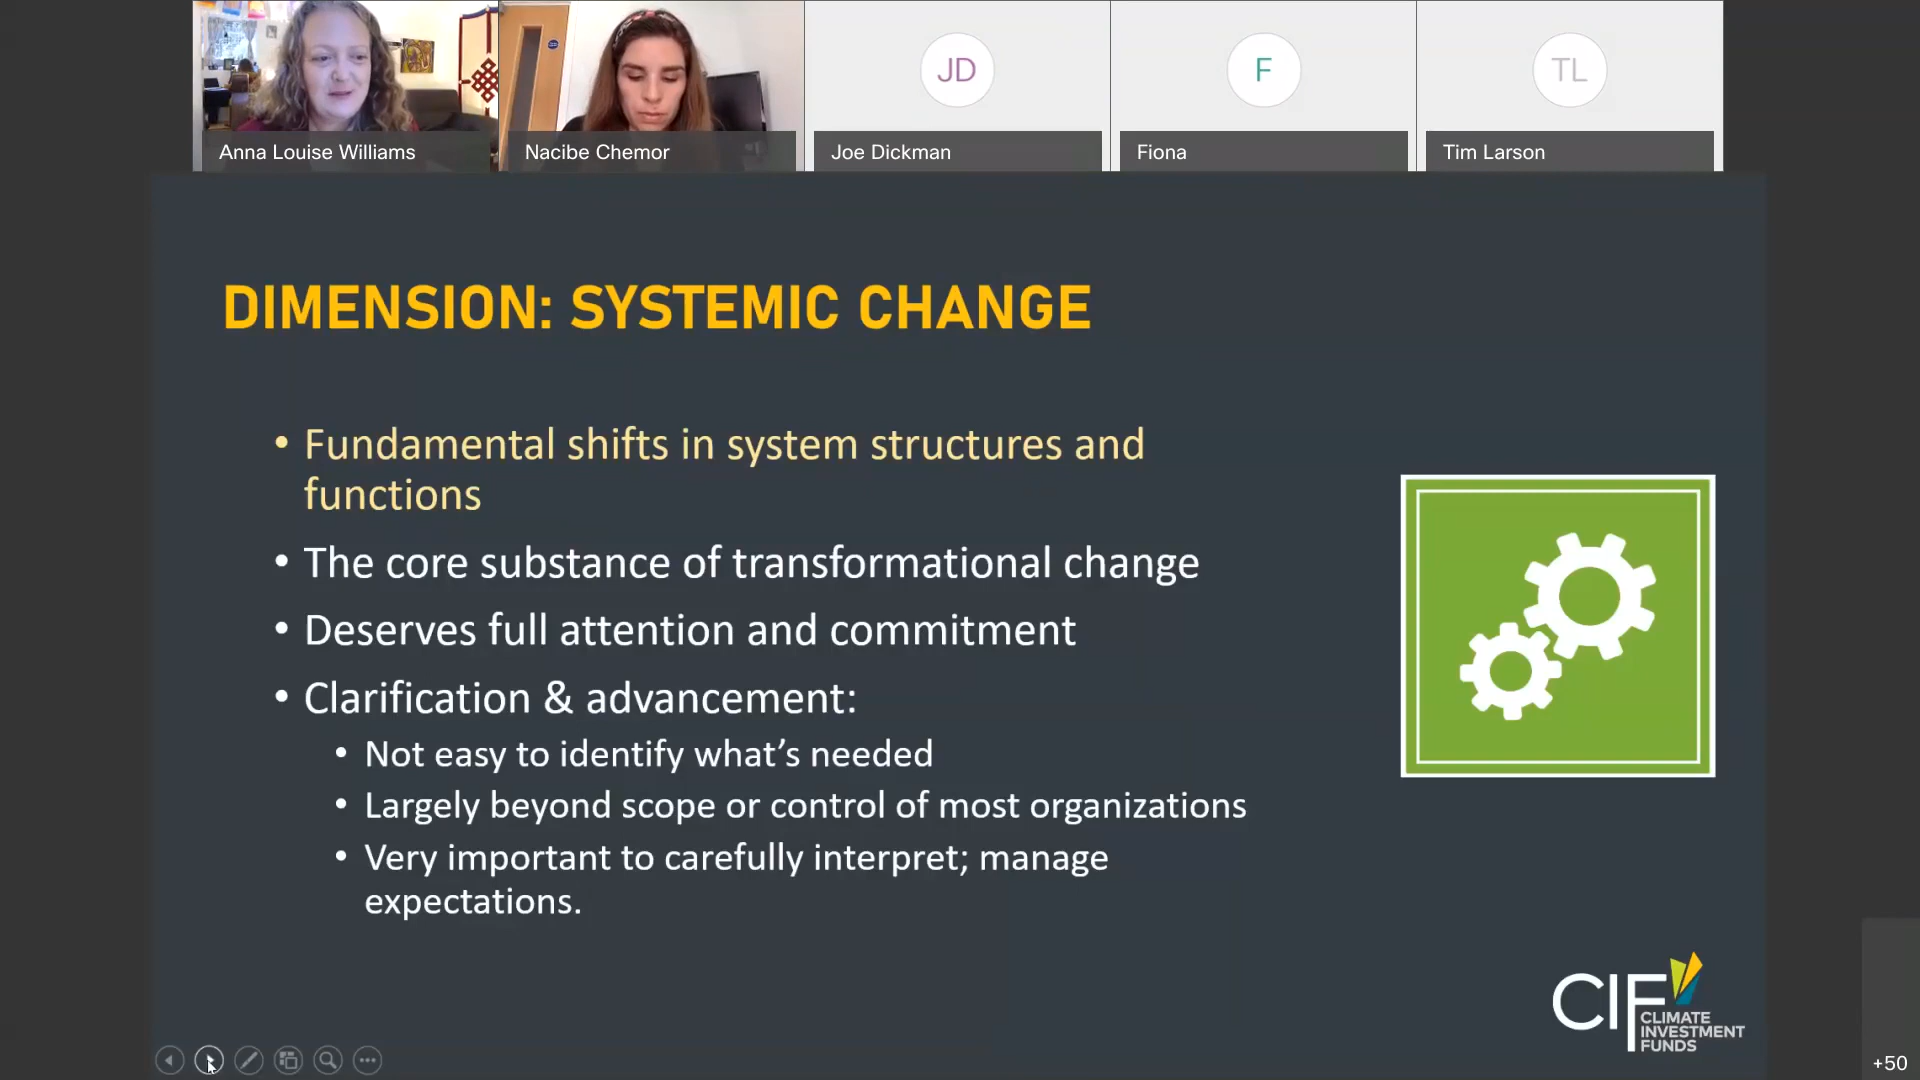 JD
F
TL
Anna Louise Williams
Nacibe Chemor
Joe Dickman
Fiona
Tim Larson
DIMENSION: SYSTEMIC CHANGE
• Fundamental shifts in system structures and
functions
• The core substance of transformational change
• Deserves full attention and commitment
• Clarification & advancement:
• Not easy to identify what’s needed
• Largely beyond scope or control of most organizations
• Very important to carefully interpret; manage
expectations.
CIF
CLIMATE
INVESTMENT
FUNDS
+50